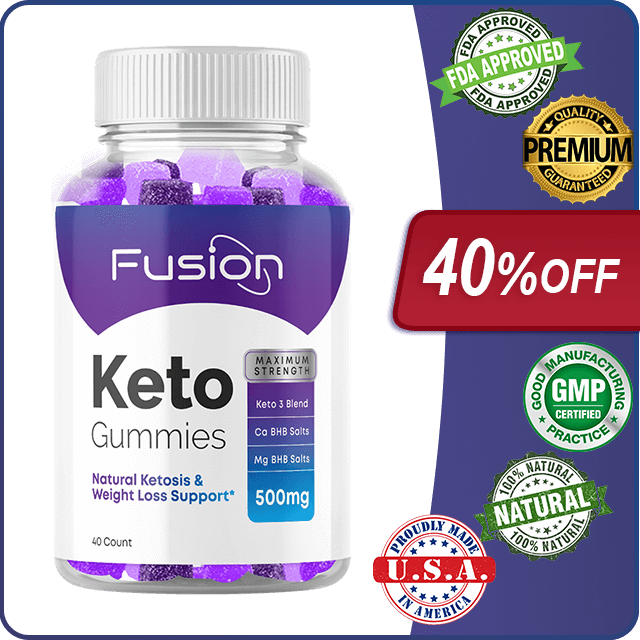 Fusion
Keto
Gummies
Natural Ketosis &
Weight Loss Support*
40 Count
MAXIMUM
STRENGTH
Keto 3 Blend
Ca BHB Salts
Mg BHB Salts
500mg
FDA APPROVED
FDA APPROVED
FDA APPROVED
QUALITY
PREMIUM
GUARANTEED
40%OFF
GOOD MANUFACTURING
GMP
CERTIFIED
PRACTICE
100% NATURAL
NATURAL
100% NATURAL
PROUDLY MADE
U.S.A.
IN AMERICA